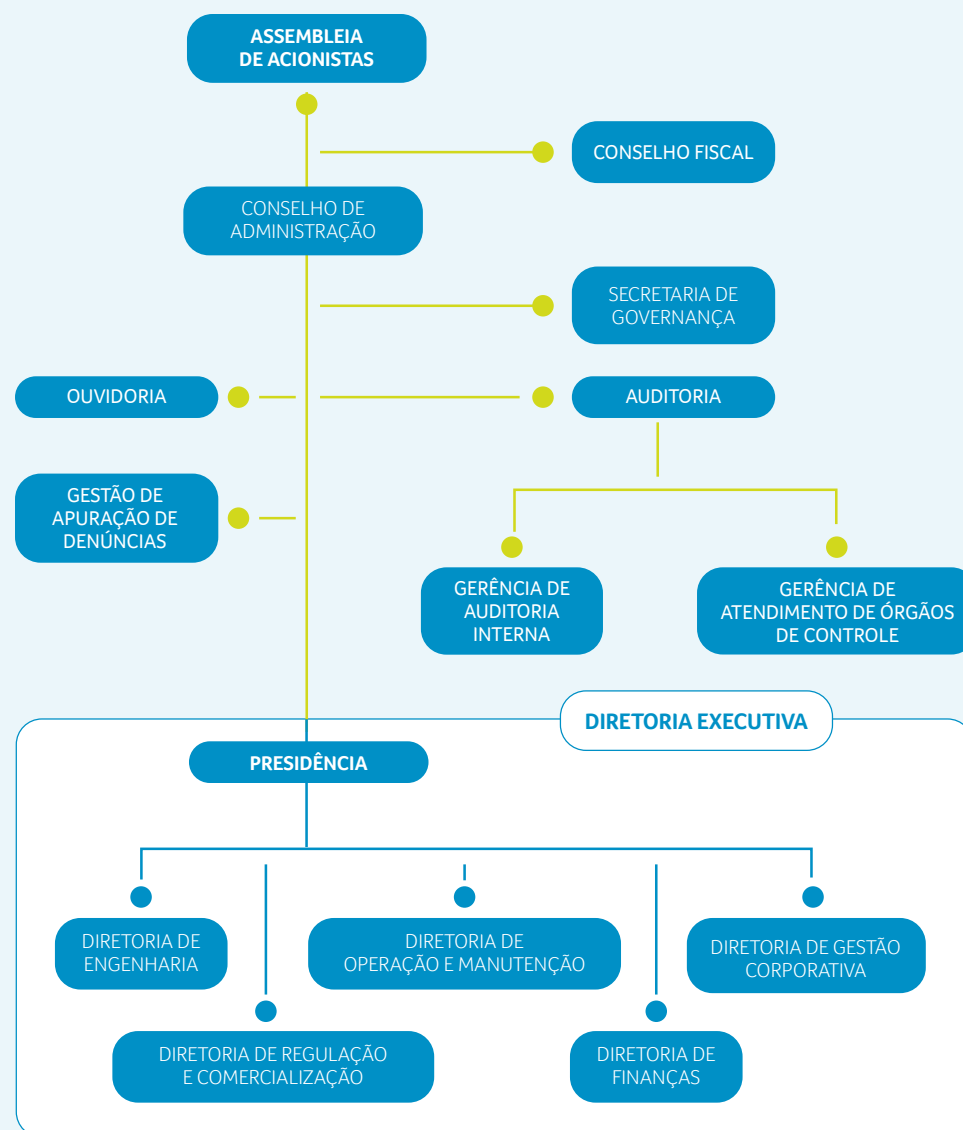 ASSEMBLEIA
DE ACIONISTAS
CONSELHO FISCAL
CONSELHO DE
ADMINISTRAÇÃO
SECRETARIA DE
GOVERNANÇA
OUVIDORIA
AUDITORIA
GESTÃO DE
APURAÇÃO DE
DENÚNCIAS
GERÊNCIA DE
AUDITORIA
INTERNA
GERÊNCIA DE
ATENDIMENTO DE ÓRGÃOS
DE CONTROLE
DIRETORIA EXECUTIVA
PRESIDÊNCIA
DIRETORIA DE
ENGENHARIA
DIRETORIA DE
OPERAÇÃO E MANUTENÇÃO
DIRETORIA DE GESTÃO
CORPORATIVA
DIRETORIA DE REGULAÇÃO
E COMERCIALIZAÇÃO
DIRETORIA DE
FINANÇAS